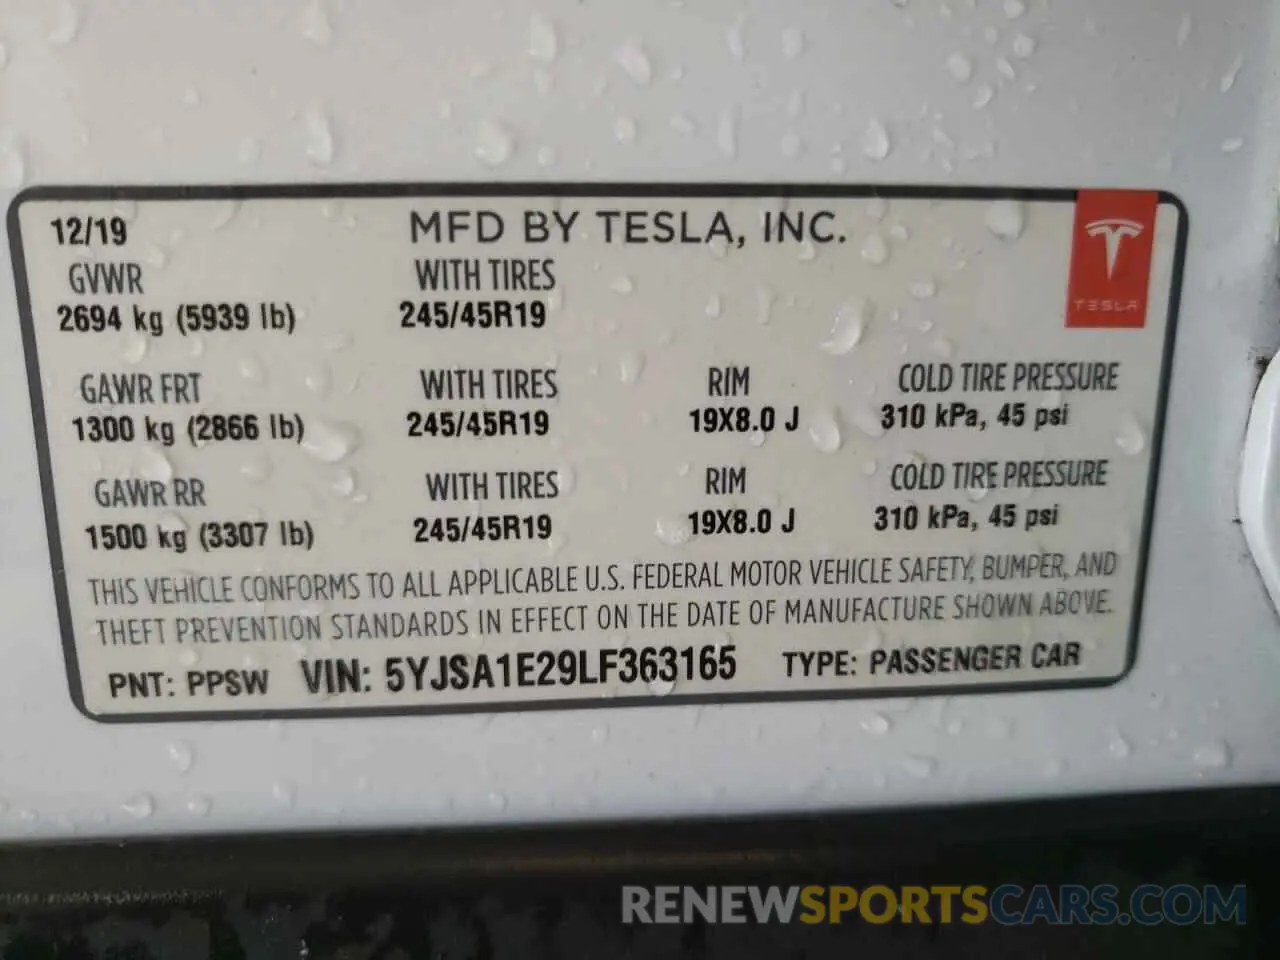 12/19 MFD BY TESLA, INC.
GVWR WITH TIRES
2694 kg (5939 lb) 245/45R19
TESLA
GAWR FRT WITH TIRES RIM COLD TIRE PRESSURE
1300 kg (2866 lb) 245/45R19 19X8.0 J 310 kPa, 45 psi
GAWR RR WITH TIRES RIM COLD TIRE PRESSURE
1500 kg (3307 lb) 245/45R19 19X8.0 J 310 kPa, 45 psi
THIS VEHICLE CONFORMS TO ALL APPLICABLE U.S. FEDERAL MOTOR VEHICLE SAFETY, BUMPER, AND
THEFT PREVENTION STANDARDS IN EFFECT ON THE DATE OF MANUFACTURE SHOWN ABOVE.
PNT: PPSW VIN: 5YJSA1E29LF363165 TYPE: PASSENGER CAR
RENEWSPORTSCARS.COM